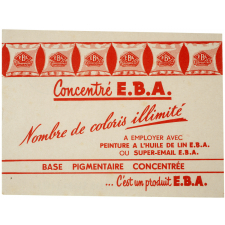 Concentré E.B.A.
Nombre de coloris illimité
A EMPLOYER AVEC
PEINTURE A L'HUILE DE LIN E.B.A.
OU SUPER-EMAIL E.B.A.
BASE PIGMENTAIRE CONCENTRÉE
... C'est un produit E.B.A.